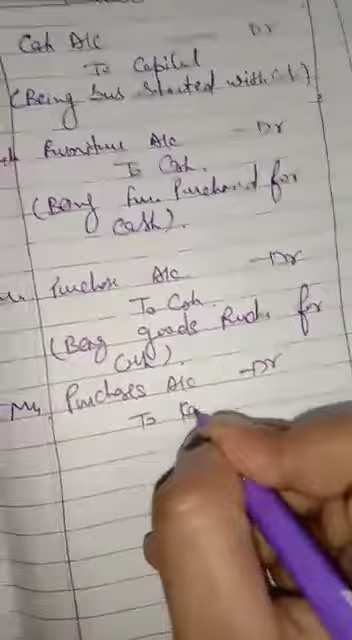 Cash A/c Dr
To Capital
(Being bus started with
Furniture A/c - Dr
To Cash.
(Being Fur Purchased for
Cash).
Purchase A/c - Dr
To Cash.
(Being goods Purch. for
Cash).
Purchases A/c - Dr
To